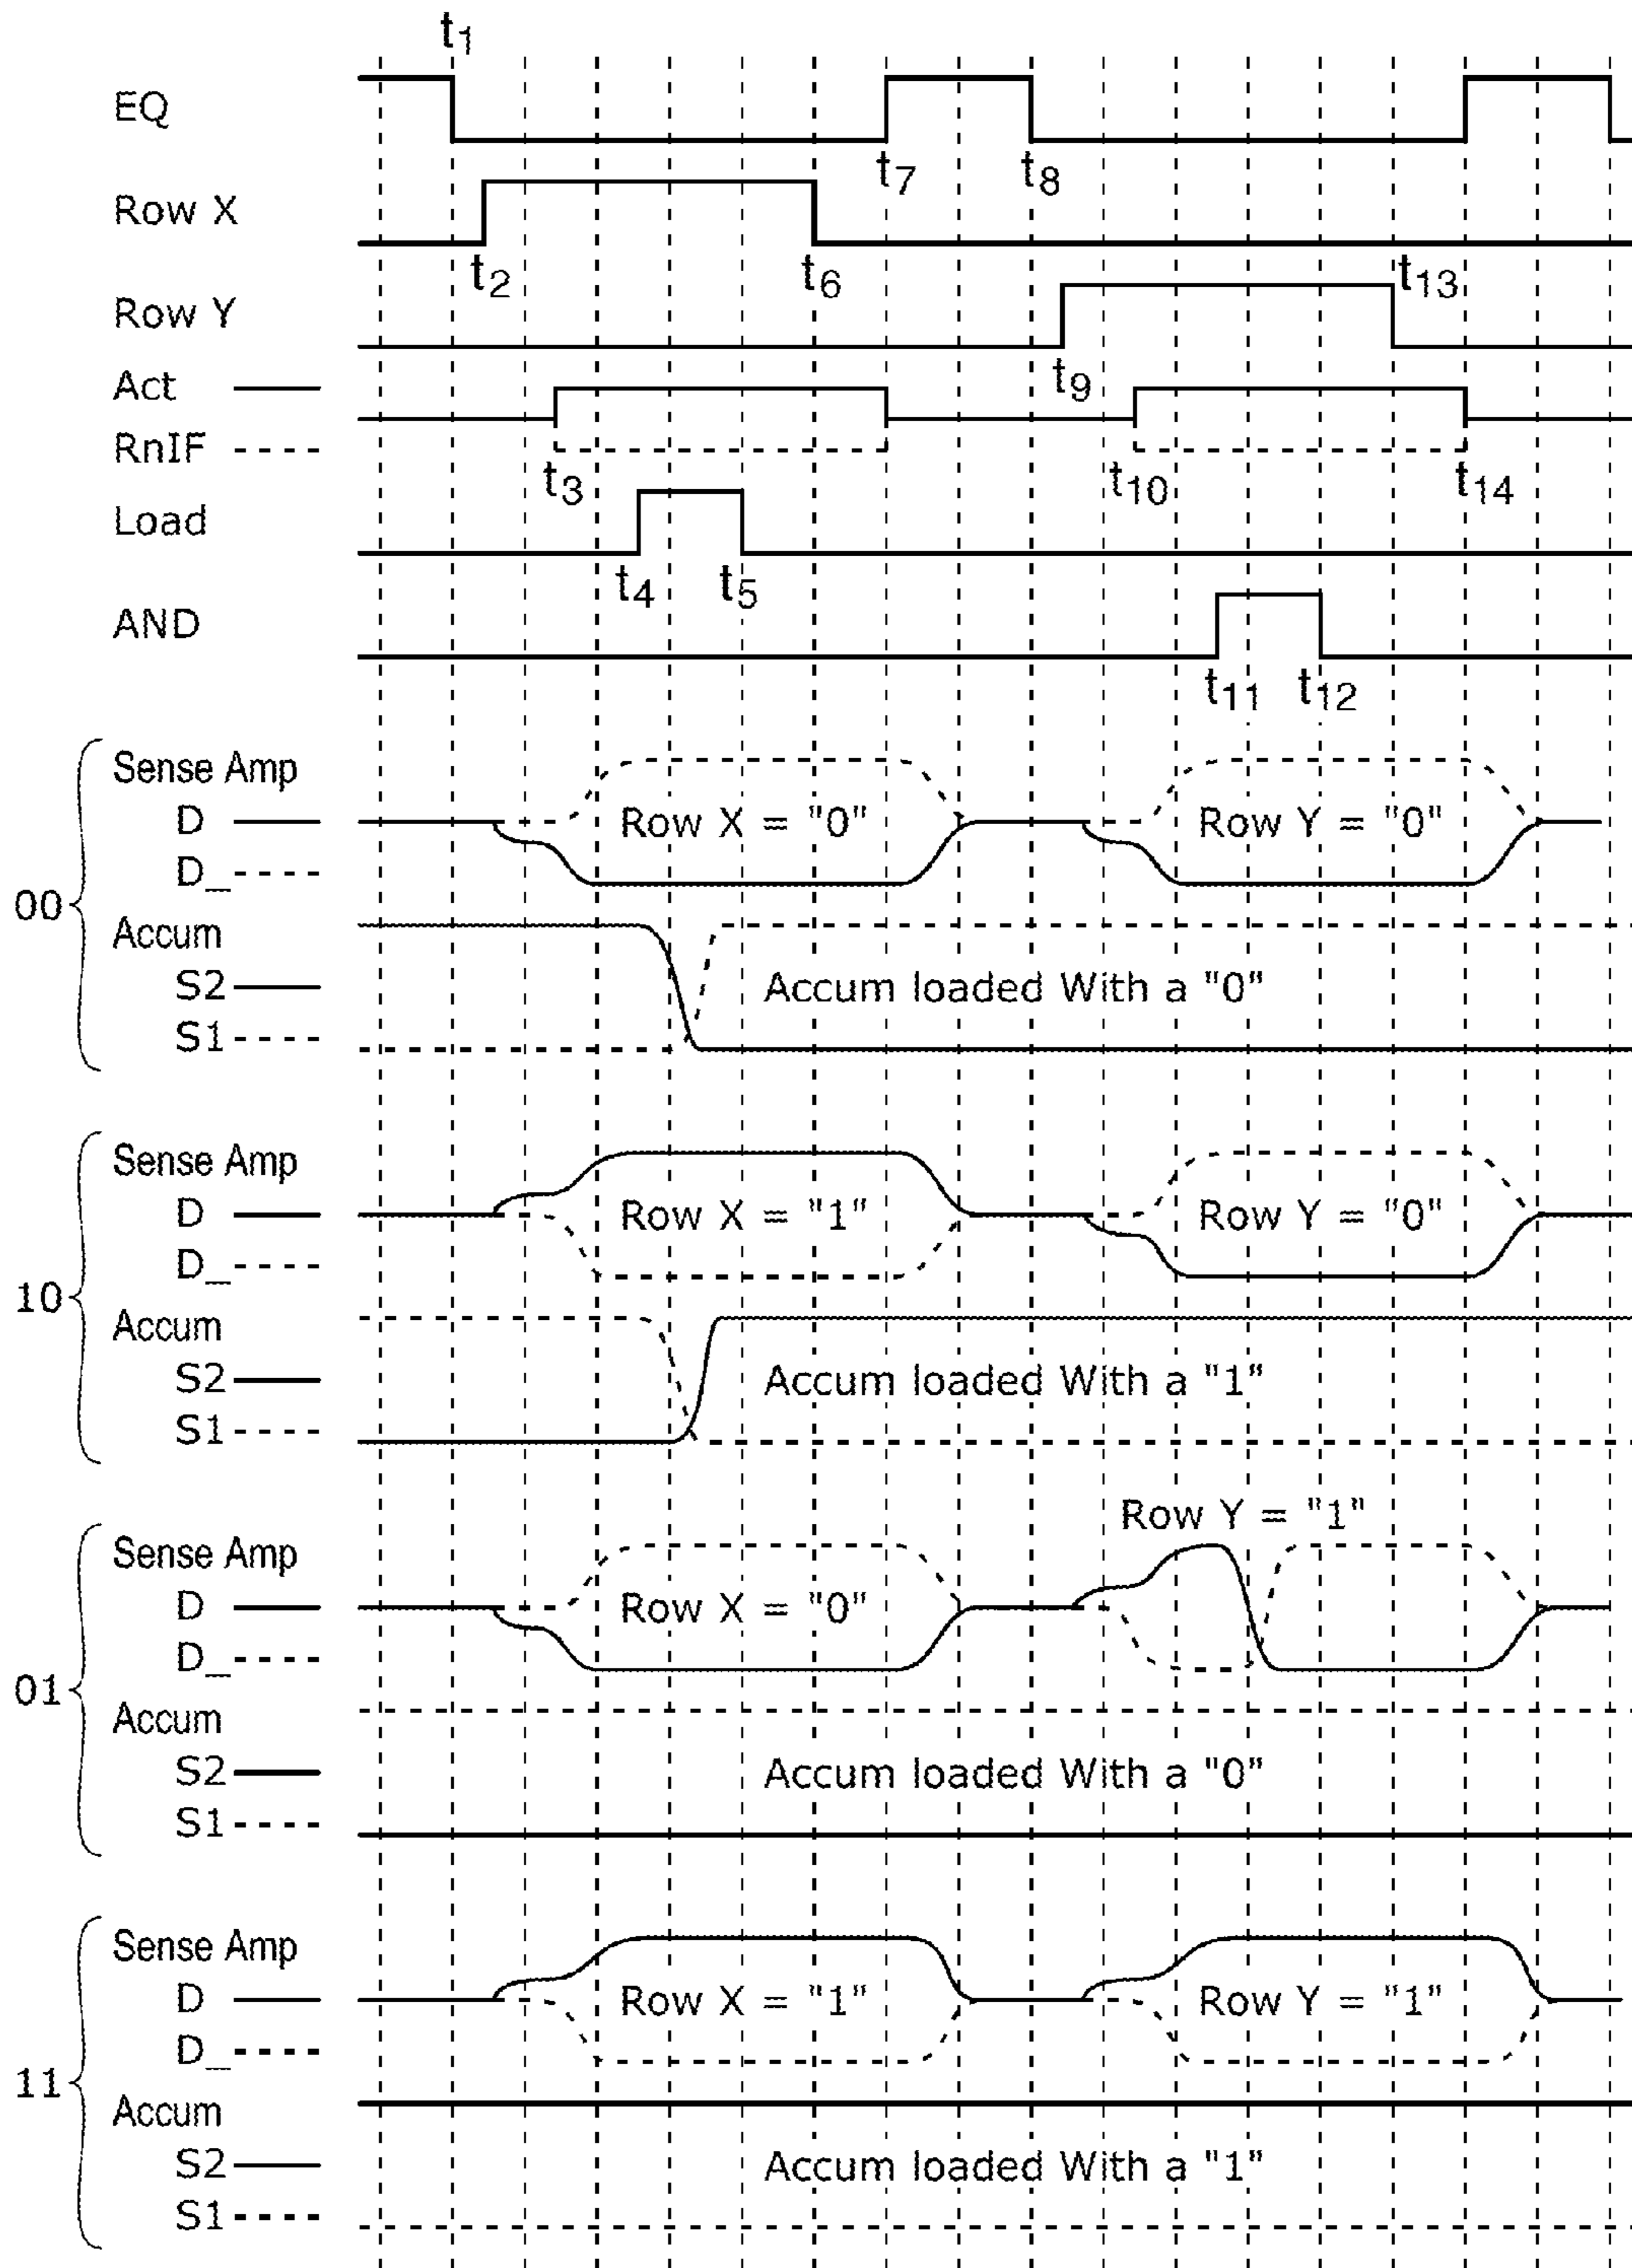 t1
EQ
t7 t8
Row X
t2 t6 t13
Row Y
t9
Act
RnIF
t3 t10 t14
Load
t4 t5
AND
t11 t12
00
Sense Amp
D Row X = "0" Row Y = "0"
D_
Accum
S2 Accum loaded With a "0"
S1
10
Sense Amp
D Row X = "1" Row Y = "0"
D_
Accum
S2 Accum loaded With a "1"
S1
Row Y = "1"
01
Sense Amp
D Row X = "0"
D_
Accum
S2 Accum loaded With a "0"
S1
11
Sense Amp
D Row X = "1" Row Y = "1"
D_
Accum
S2 Accum loaded With a "1"
S1